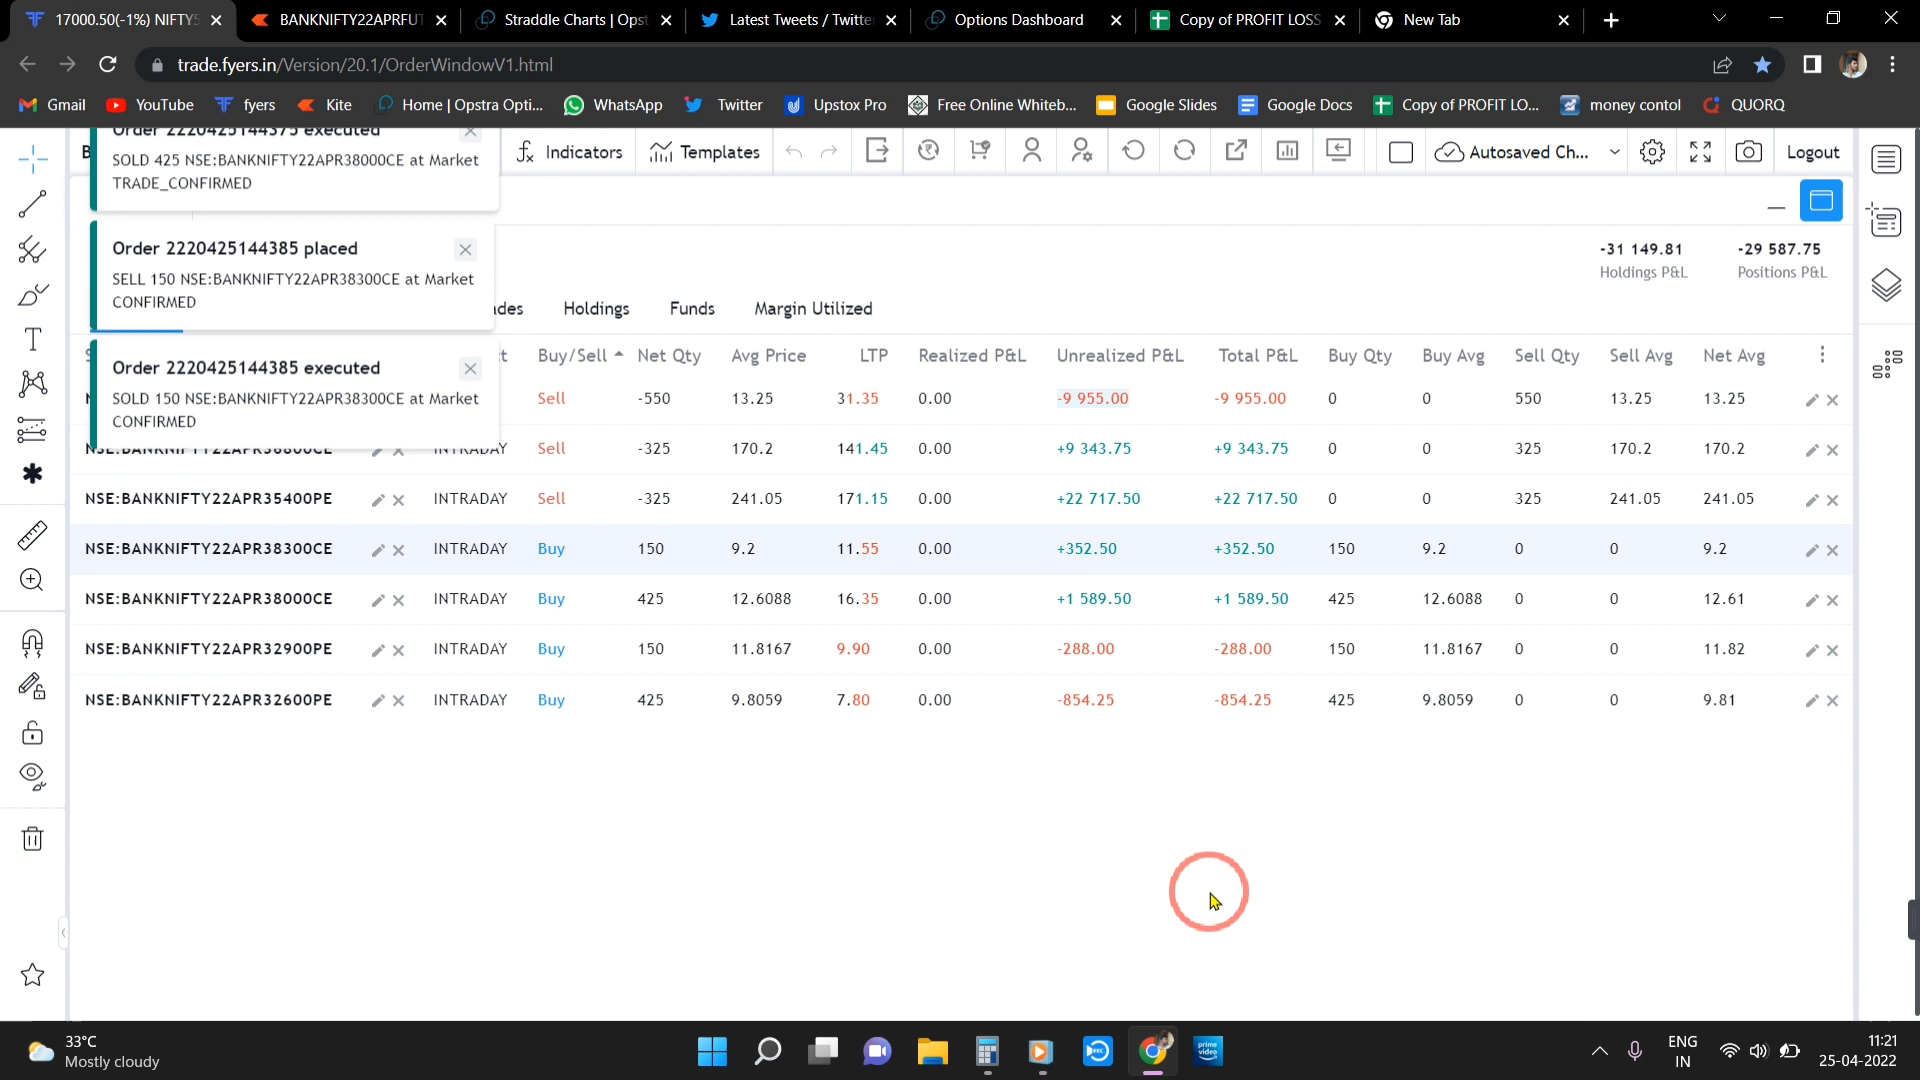 17000.50(-1%) NIFTY5
BANKNIFTY22APRFUT
Straddle Charts | Opst
Latest Tweets / Twitte
Options Dashboard
Copy of PROFIT LOSS
New Tab
trade.fyers.in/Version/20.1/OrderWindowV1.html
Gmail
YouTube
fyers
Kite
Home | Opstra Opti...
WhatsApp
Twitter
Upstox Pro
Free Online Whiteb...
Google Slides
Google Docs
Copy of PROFIT LO...
money contol
QUORQ
B
Indicators
Templates
Autosaved Ch...
Logout
Order 2220425144375 executed
SOLD 425 NSE:BANKNIFTY22APR38000CE at Market
TRADE_CONFIRMED
Order 2220425144385 placed
SELL 150 NSE:BANKNIFTY22APR38300CE at Market
CONFIRMED
Order 2220425144385 executed
SOLD 150 NSE:BANKNIFTY22APR38300CE at Market
CONFIRMED
-31 149.81
Holdings P&L
-29 587.75
Positions P&L
des Holdings Funds Margin Utilized
t Buy/Sell Net Qty Avg Price LTP Realized P&L Unrealized P&L Total P&L Buy Qty Buy Avg Sell Qty Sell Avg Net Avg
Sell -550 13.25 31.35 0.00 -9 955.00 -9 955.00 0 0 550 13.25 13.25
NSE:BANKNIFTY22APR36800CE INTRADAY Sell -325 170.2 141.45 0.00 +9 343.75 +9 343.75 0 0 325 170.2 170.2
NSE:BANKNIFTY22APR35400PE INTRADAY Sell -325 241.05 171.15 0.00 +22 717.50 +22 717.50 0 0 325 241.05 241.05
NSE:BANKNIFTY22APR38300CE INTRADAY Buy 150 9.2 11.55 0.00 +352.50 +352.50 150 9.2 0 0 9.2
NSE:BANKNIFTY22APR38000CE INTRADAY Buy 425 12.6088 16.35 0.00 +1 589.50 +1 589.50 425 12.6088 0 0 12.61
NSE:BANKNIFTY22APR32900PE INTRADAY Buy 150 11.8167 9.90 0.00 -288.00 -288.00 150 11.8167 0 0 11.82
NSE:BANKNIFTY22APR32600PE INTRADAY Buy 425 9.8059 7.80 0.00 -854.25 -854.25 425 9.8059 0 0 9.81
33°C
Mostly cloudy
REC
prime video
ENG
IN
11:21
25-04-2022